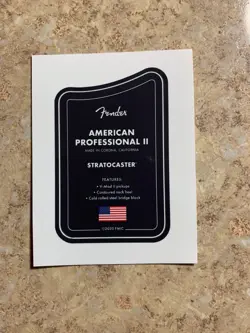 Fender
AMERICAN
PROFESSIONAL II
MADE IN CORONA, CALIFORNIA
STRATOCASTER
FEATURES:
• V-Mod II pickups
• Contoured neck heel
• Cold rolled steel bridge block